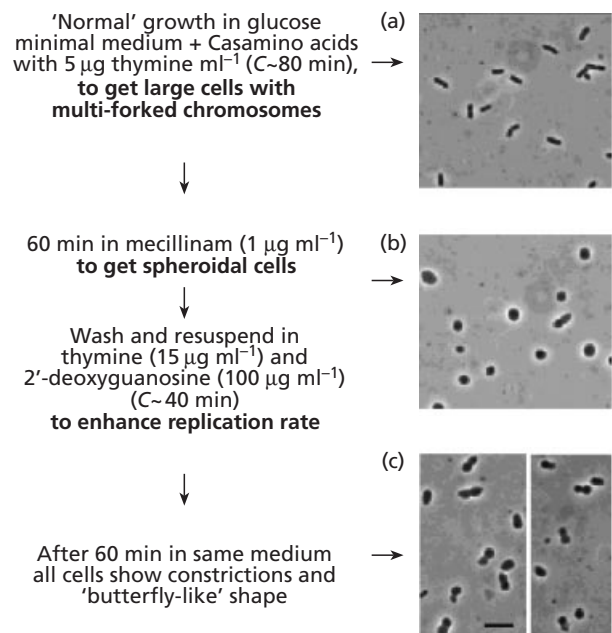 ‘Normal’ growth in glucose
minimal medium + Casamino acids
with 5 µg thymine ml⁻¹ (C~80 min),
to get large cells with
multi-forked chromosomes
(a)
60 min in mecillinam (1 µg ml⁻¹)
to get spheroidal cells
(b)
Wash and resuspend in
thymine (15 µg ml⁻¹) and
2′-deoxyguanosine (100 µg ml⁻¹)
(C~40 min)
to enhance replication rate
(c)
After 60 min in same medium
all cells show constrictions and
‘butterfly-like’ shape